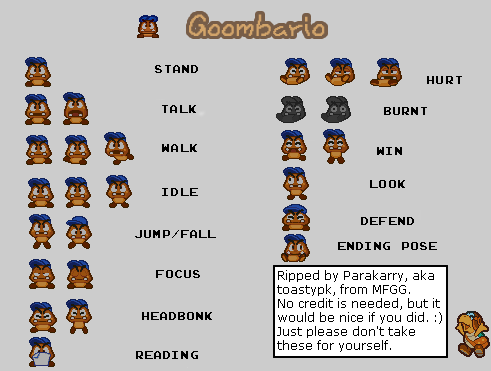 Goombario
STAND
TALK
WALK
IDLE
JUMP/FALL
FOCUS
HEADBONK
READING
HURT
BURNT
WIN
LOOK
DEFEND
ENDING POSE
Ripped by Parakarry, aka
toastypk, from MFGG.
No credit is needed, but it
would be nice if you did. :)
Just please don't take
these for yourself.